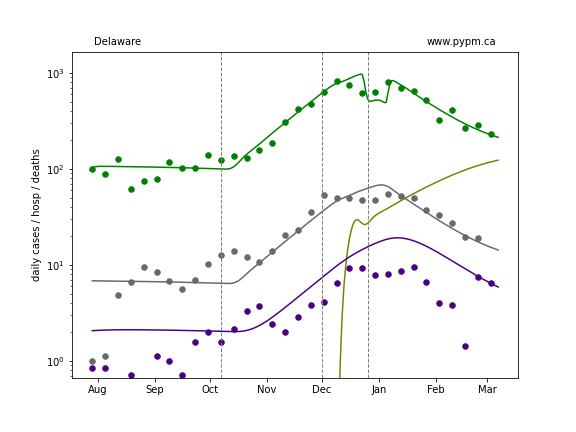 Delaware www.pypm.ca
daily cases / hosp / deaths
10³
10²
10¹
10⁰
Aug Sep Oct Nov Dec Jan Feb Mar